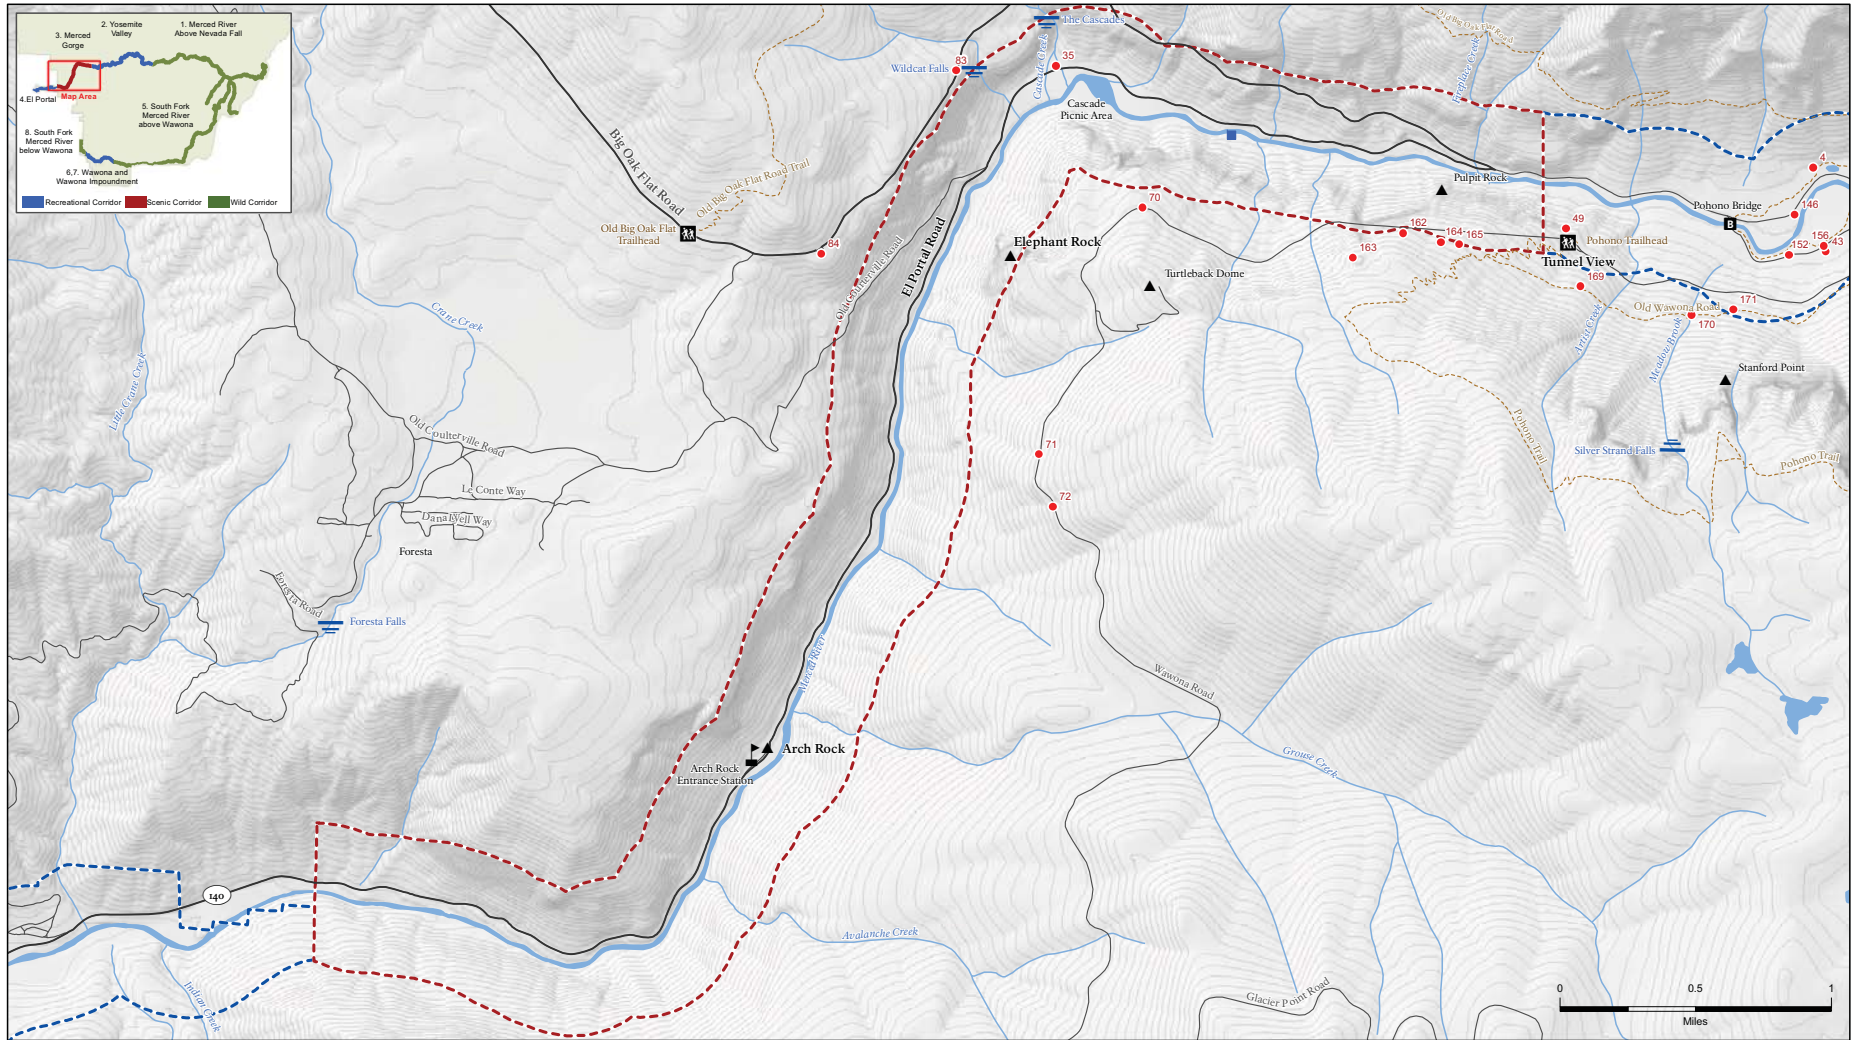 2. Yosemite
Valley
1. Merced River
Above Nevada Fall
3. Merced
Gorge
4.El Portal
Map Area
5. South Fork
Merced River
above Wawona
8. South Fork
Merced River
below Wawona
6,7. Wawona and
Wawona Impoundment
Recreational Corridor
Scenic Corridor
Wild Corridor
The Cascades
Old Big Oak Flat Road
Wildcat Falls
83
35
Cascade Creek
Fireplace Creek
Cascade
Picnic Area
Big Oak Flat Road
Old Big Oak Flat Road Trail
Old Big Oak Flat
Trailhead
84
Old Coulterville Road
El Portal Road
Elephant Rock
70
Turtleback Dome
Pulpit Rock
4
Pohono Bridge
B
146
162
164
165
163
49
Pohono Trailhead
Tunnel View
156
152
43
169
Old Wawona Road
171
170
Artist Creek
Meadow Brook
Stanford Point
Crane Creek
Little Crane Creek
Old Coulterville Road
71
Pohono Trail
Silver Strand Falls
Pohono Trail
72
Le Conte Way
Dana Lyell Way
Foresta
Foresta Road
Foresta Falls
Merced River
Wawona Road
Arch Rock
Arch Rock
Entrance Station
Grouse Creek
140
Avalanche Creek
Indian Creek
Glacier Point Road
0
0.5
1
Miles